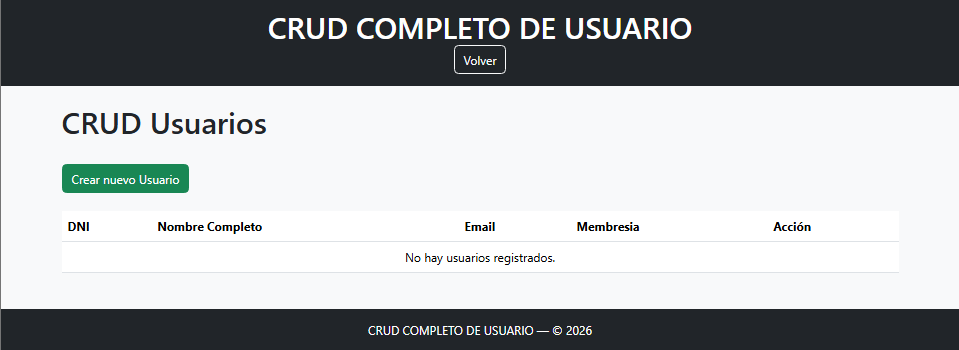 CRUD COMPLETO DE USUARIO
Volver
CRUD Usuarios
Crear nuevo Usuario
DNI Nombre Completo Email Membresia Acción
No hay usuarios registrados.
CRUD COMPLETO DE USUARIO — © 2026